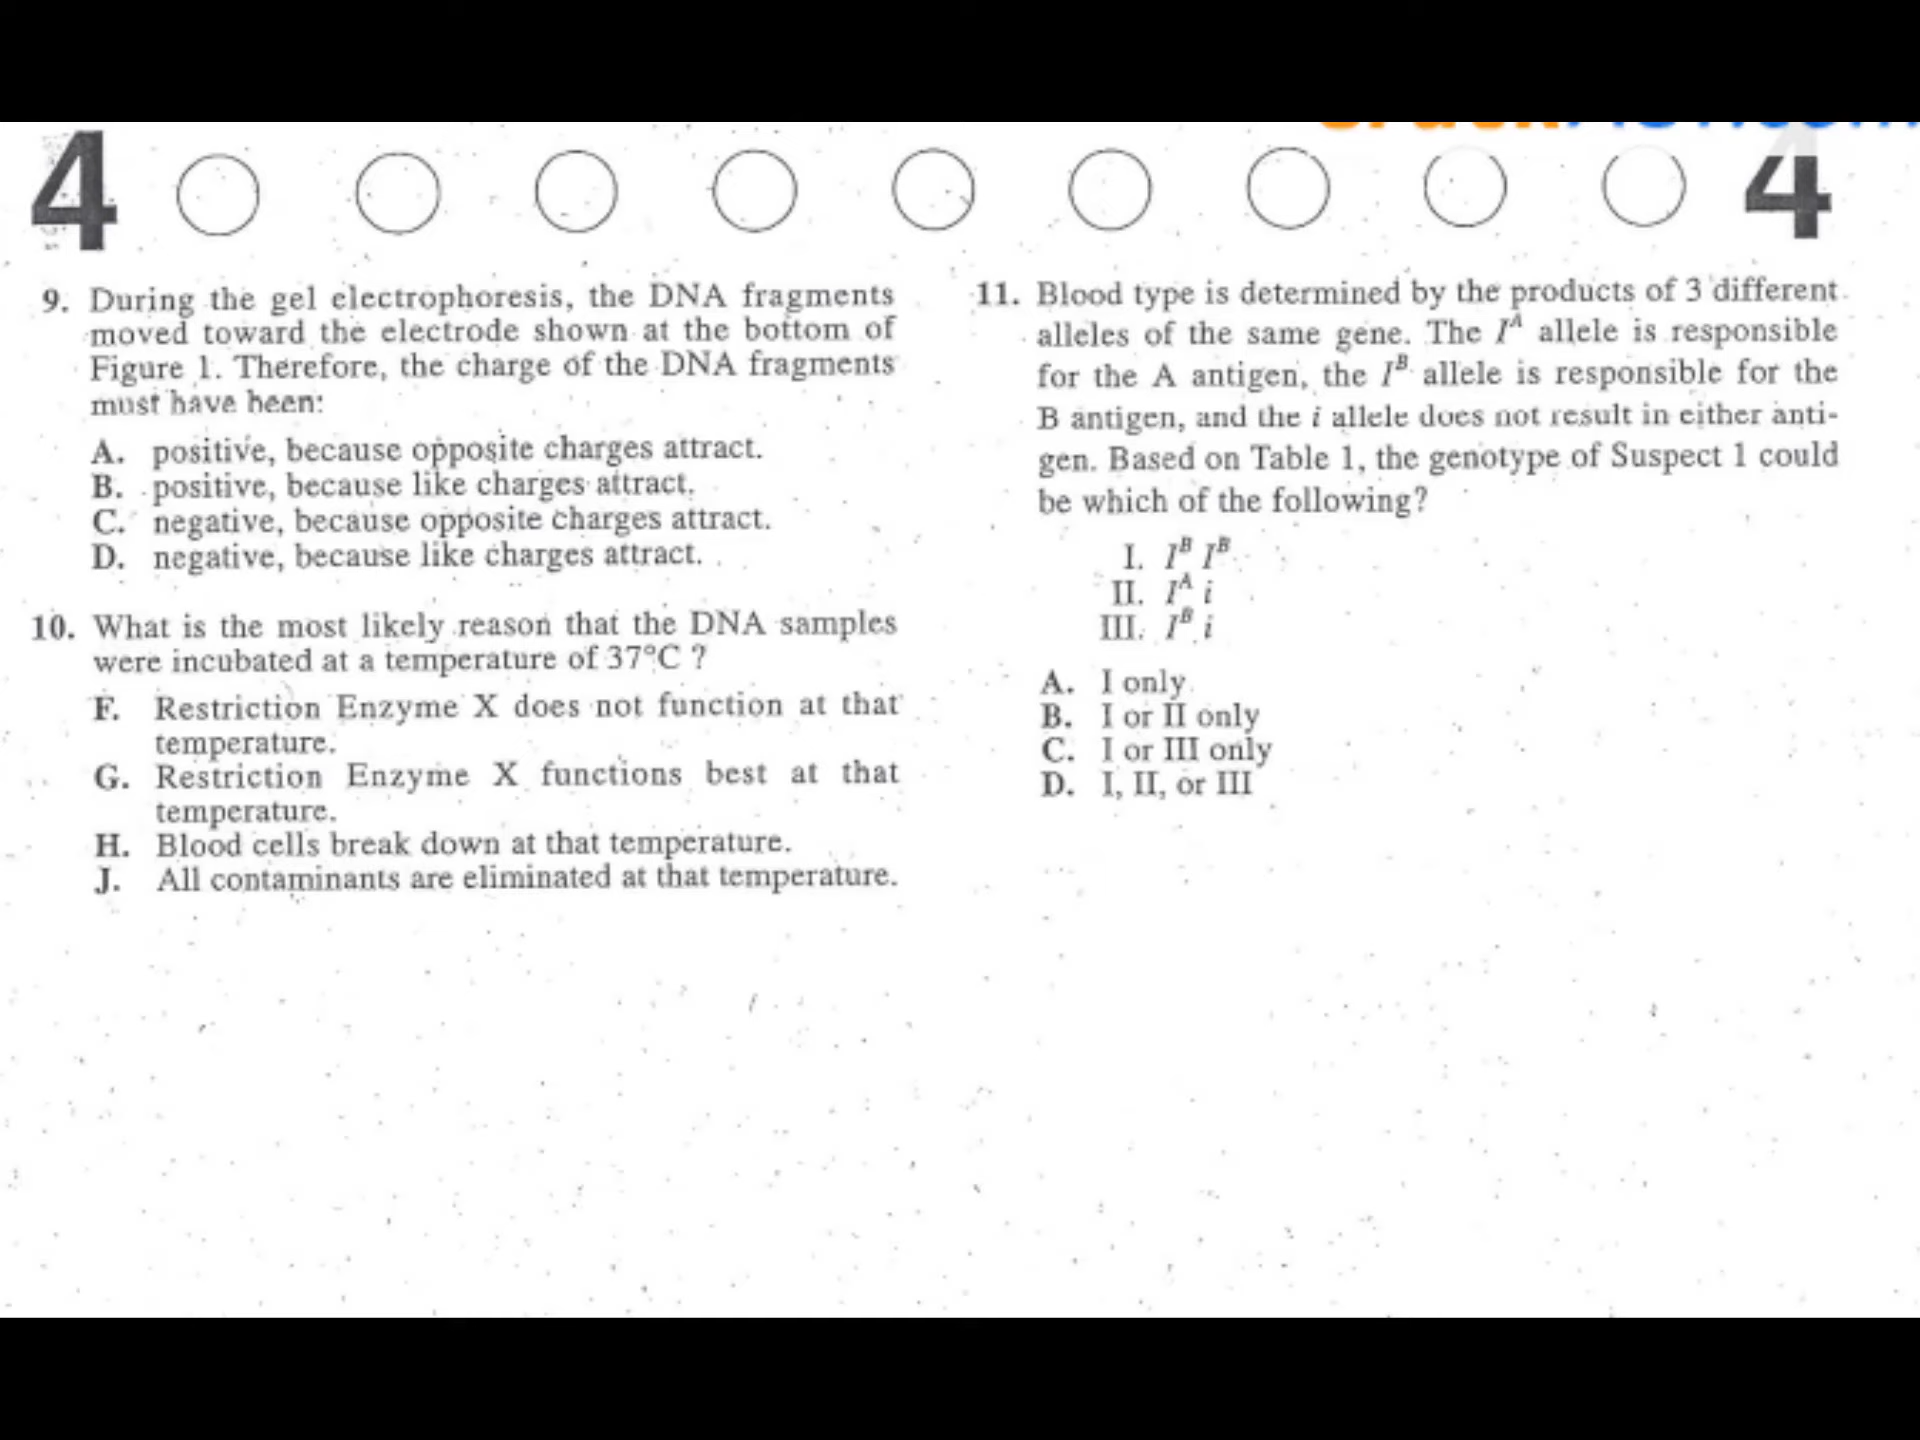 4 4
9. During the gel electrophoresis, the DNA fragments
moved toward the electrode shown at the bottom of
Figure 1. Therefore, the charge of the DNA fragments
must have been:
A. positive, because opposite charges attract.
B. positive, because like charges attract.
C. negative, because opposite charges attract.
D. negative, because like charges attract.
10. What is the most likely reason that the DNA samples
were incubated at a temperature of 37°C ?
F. Restriction Enzyme X does not function at that
temperature.
G. Restriction Enzyme X functions best at that
temperature.
H. Blood cells break down at that temperature.
J. All contaminants are eliminated at that temperature.
11. Blood type is determined by the products of 3 different
alleles of the same gene. The I^A allele is responsible
for the A antigen, the I^B allele is responsible for the
B antigen, and the i allele does not result in either anti-
gen. Based on Table 1, the genotype of Suspect 1 could
be which of the following?
I. I^B I^B
II. I^A i
III. I^B i
A. I only
B. I or II only
C. I or III only
D. I, II, or III